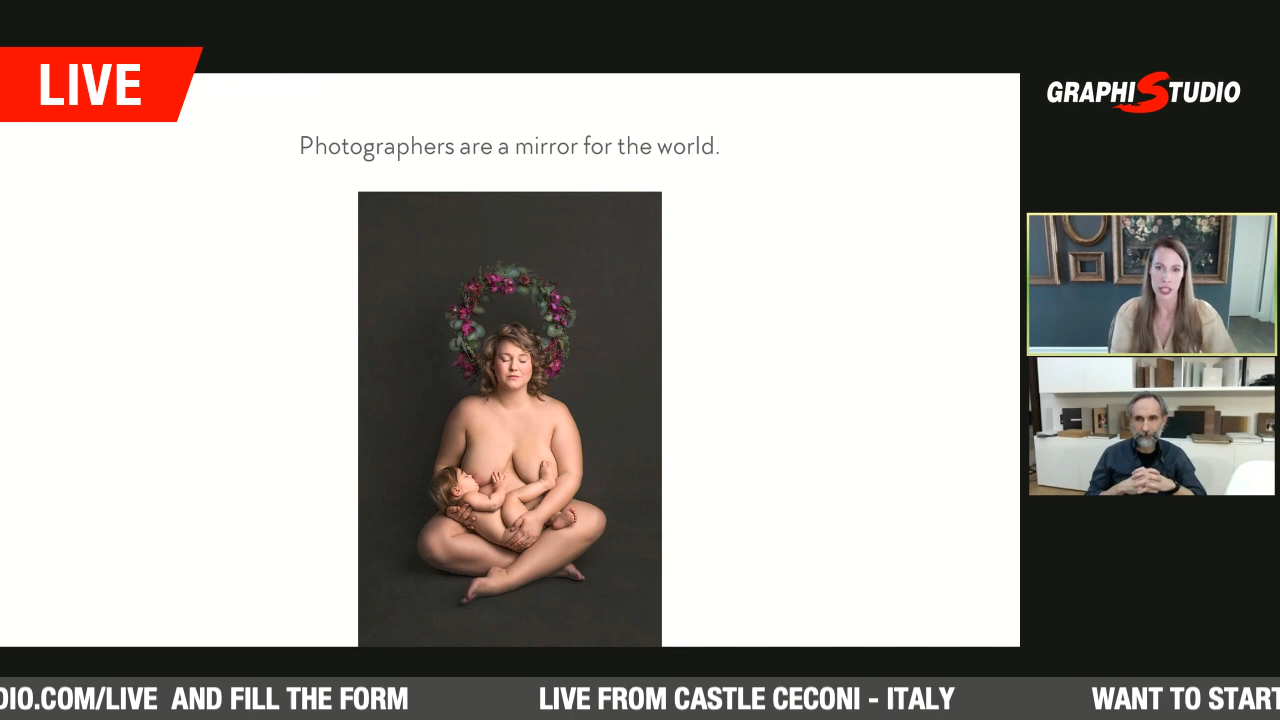 LIVE
GRAPHISTUDIO
Photographers are a mirror for the world.
DIO.COM/LIVE AND FILL THE FORM
LIVE FROM CASTLE CECONI - ITALY
WANT TO START